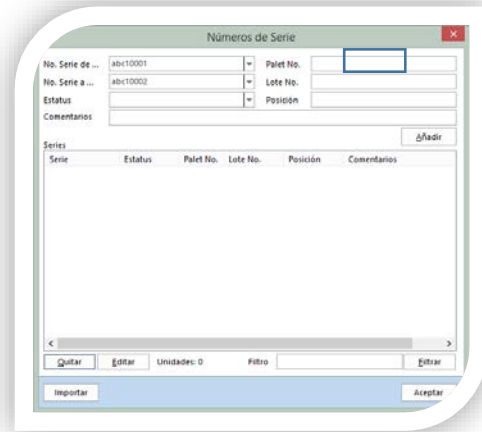 Números de Serie
No. Serie de ... abc10001 Palet No.
No. Serie a ... abc10002 Lote No.
Estatus Posición
Comentarios
Añadir
Series
Serie Estatus Palet No. Lote No. Posición Comentarios
Quitar Editar Unidades: 0 Filtro Filtrar
Importar Aceptar